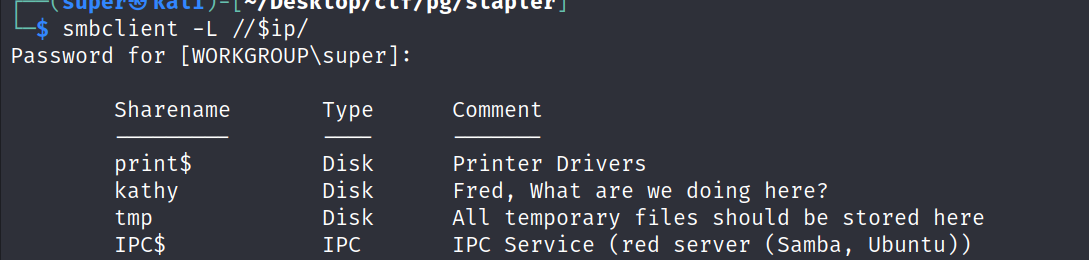 (super㉿kali)-[~/Desktop/ctf/pg/stapler]
$ smbclient -L //$ip/
Password for [WORKGROUP\super]:
Sharename Type Comment
--------- ---- -------
print$ Disk Printer Drivers
kathy Disk Fred, What are we doing here?
tmp Disk All temporary files should be stored here
IPC$ IPC IPC Service (red server (Samba, Ubuntu))